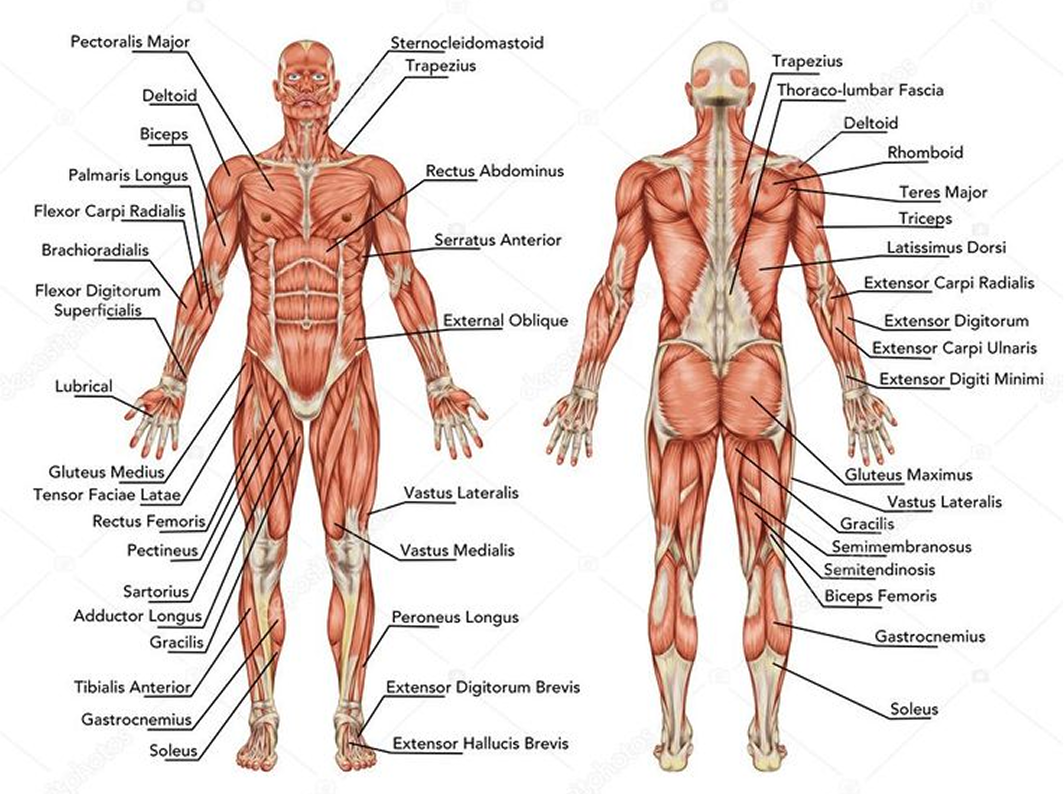 Pectoralis Major
Deltoid
Biceps
Palmaris Longus
Flexor Carpi Radialis
Brachioradialis
Flexor Digitorum
Superficialis
Lubrical
Gluteus Medius
Tensor Faciae Latae
Rectus Femoris
Pectineus
Sartorius
Adductor Longus
Gracilis
Tibialis Anterior
Gastrocnemius
Soleus
Sternocleidomastoid
Trapezius
Rectus Abdominus
Serratus Anterior
External Oblique
Vastus Lateralis
Vastus Medialis
Peroneus Longus
Extensor Digitorum Brevis
Extensor Hallucis Brevis
Trapezius
Thoraco-lumbar Fascia
Deltoid
Rhomboid
Teres Major
Triceps
Latissimus Dorsi
Extensor Carpi Radialis
Extensor Digitorum
Extensor Carpi Ulnaris
Extensor Digiti Minimi
Gluteus Maximus
Vastus Lateralis
Gracilis
Semimembranosus
Semitendinosis
Biceps Femoris
Gastrocnemius
Soleus